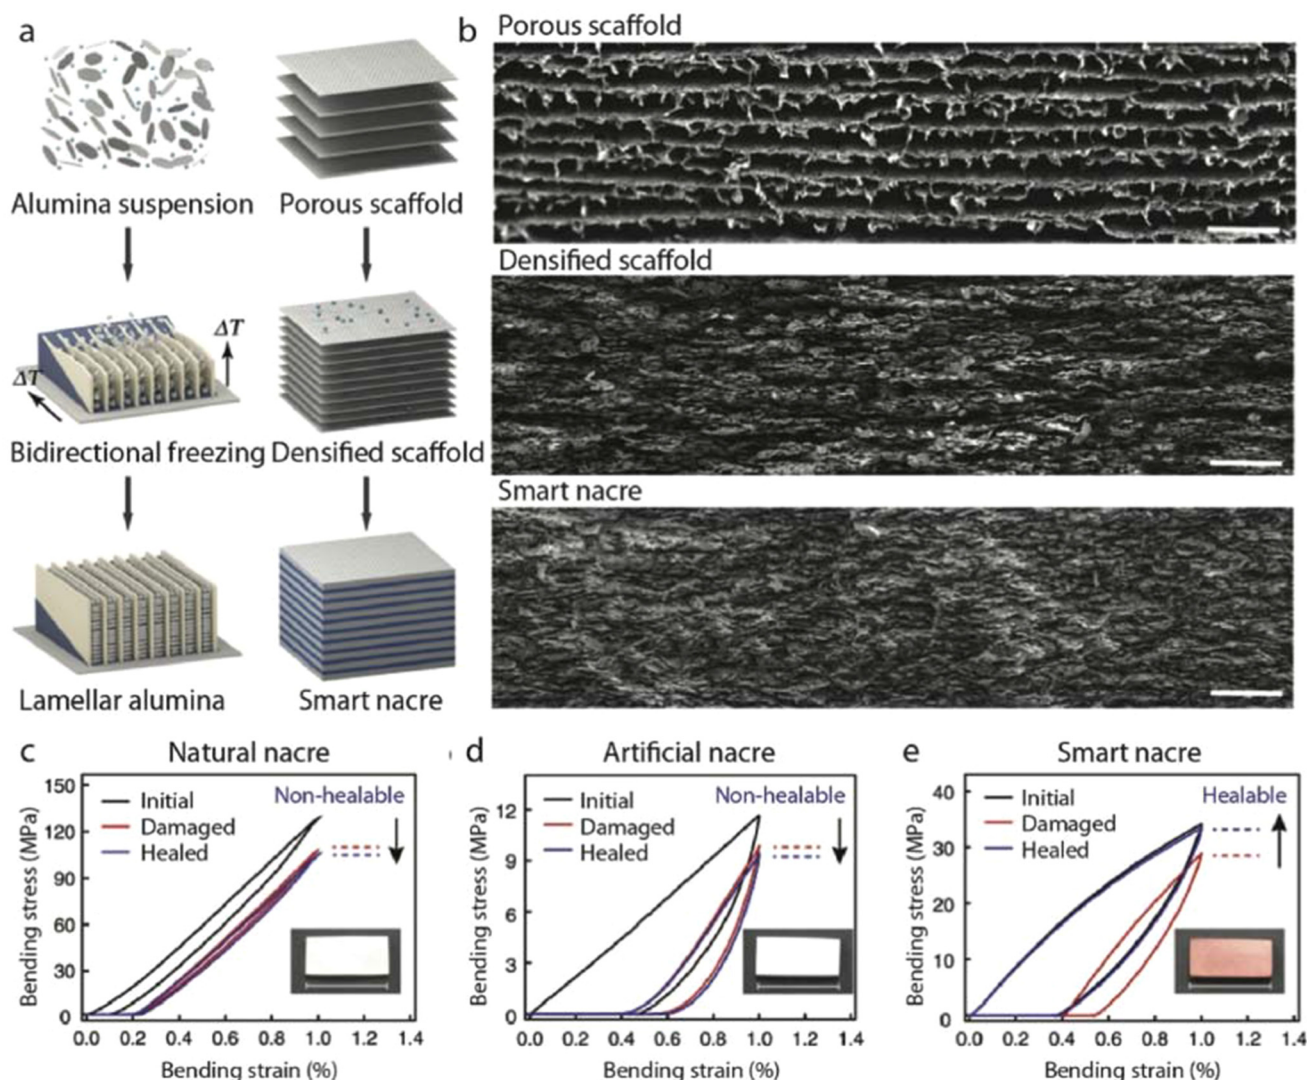 a
Alumina suspension
Porous scaffold
ΔT
ΔT
Bidirectional freezing
Densified scaffold
Lamellar alumina
Smart nacre
b
Porous scaffold
Densified scaffold
Smart nacre
c
Natural nacre
Bending stress (MPa)
150
120
90
60
30
0
Initial
Damaged
Healed
Non-healable
0.0 0.2 0.4 0.6 0.8 1.0 1.2 1.4
Bending strain (%)
d
Artificial nacre
Bending stress (MPa)
12
9
6
3
0
Initial
Damaged
Healed
Non-healable
0.0 0.2 0.4 0.6 0.8 1.0 1.2 1.4
Bending strain (%)
e
Smart nacre
Bending stress (MPa)
40
30
20
10
0
Initial
Damaged
Healed
Healable
0.0 0.2 0.4 0.6 0.8 1.0 1.2 1.4
Bending strain (%)